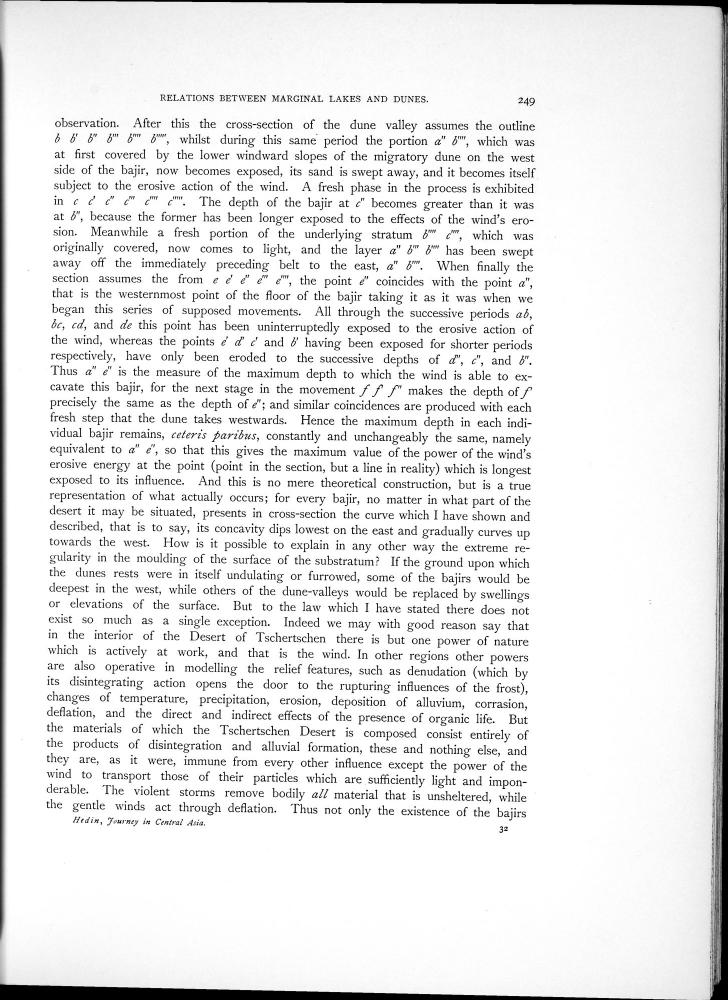 RELATIONS BETWEEN MARGINAL LAKES AND DUNES. 249
observation. After this the cross-section of the dune valley assumes the outline
b b' b'' b''' b'''' b''''', whilst during this same period the portion a'' b'''', which was
at first covered by the lower windward slopes of the migratory dune on the west
side of the bajir, now becomes exposed, its sand is swept away, and it becomes itself
subject to the erosive action of the wind. A fresh phase in the process is exhibited
in c c' c'' c''' c'''' c'''''. The depth of the bajir at c'' becomes greater than it was
at b'', because the former has been longer exposed to the effects of the wind's ero-
sion. Meanwhile a fresh portion of the underlying stratum b'''' c'''', which was
originally covered, now comes to light, and the layer a'' b''' b'''' has been swept
away off the immediately preceding belt to the east, a'' b''''. When finally the
section assumes the from e e' e'' e''' e'''', the point e'' coincides with the point a'',
that is the westernmost point of the floor of the bajir taking it as it was when we
began this series of supposed movements. All through the successive periods ab,
bc, cd, and de this point has been uninterruptedly exposed to the erosive action of
the wind, whereas the points e' d' c' and b' having been exposed for shorter periods
respectively, have only been eroded to the successive depths of d'', c'', and b''.
Thus a'' e'' is the measure of the maximum depth to which the wind is able to ex-
cavate this bajir, for the next stage in the movement f f' f'' makes the depth of f'
precisely the same as the depth of e''; and similar coincidences are produced with each
fresh step that the dune takes westwards. Hence the maximum depth in each indi-
vidual bajir remains, ceteris paribus, constantly and unchangeably the same, namely
equivalent to a'' e'', so that this gives the maximum value of the power of the wind's
erosive energy at the point (point in the section, but a line in reality) which is longest
exposed to its influence. And this is no mere theoretical construction, but is a true
representation of what actually occurs; for every bajir, no matter in what part of the
desert it may be situated, presents in cross-section the curve which I have shown and
described, that is to say, its concavity dips lowest on the east and gradually curves up
towards the west. How is it possible to explain in any other way the extreme re-
gularity in the moulding of the surface of the substratum? If the ground upon which
the dunes rests were in itself undulating or furrowed, some of the bajirs would be
deepest in the west, while others of the dune-valleys would be replaced by swellings
or elevations of the surface. But to the law which I have stated there does not
exist so much as a single exception. Indeed we may with good reason say that
in the interior of the Desert of Tschertschen there is but one power of nature
which is actively at work, and that is the wind. In other regions other powers
are also operative in modelling the relief features, such as denudation (which by
its disintegrating action opens the door to the rupturing influences of the frost),
changes of temperature, precipitation, erosion, deposition of alluvium, corrasion,
deflation, and the direct and indirect effects of the presence of organic life. But
the materials of which the Tschertschen Desert is composed consist entirely of
the products of disintegration and alluvial formation, these and nothing else, and
they are, as it were, immune from every other influence except the power of the
wind to transport those of their particles which are sufficiently light and impon-
derable. The violent storms remove bodily all material that is unsheltered, while
the gentle winds act through deflation. Thus not only the existence of the bajirs
Hedin, Journey in Central Asia.
32